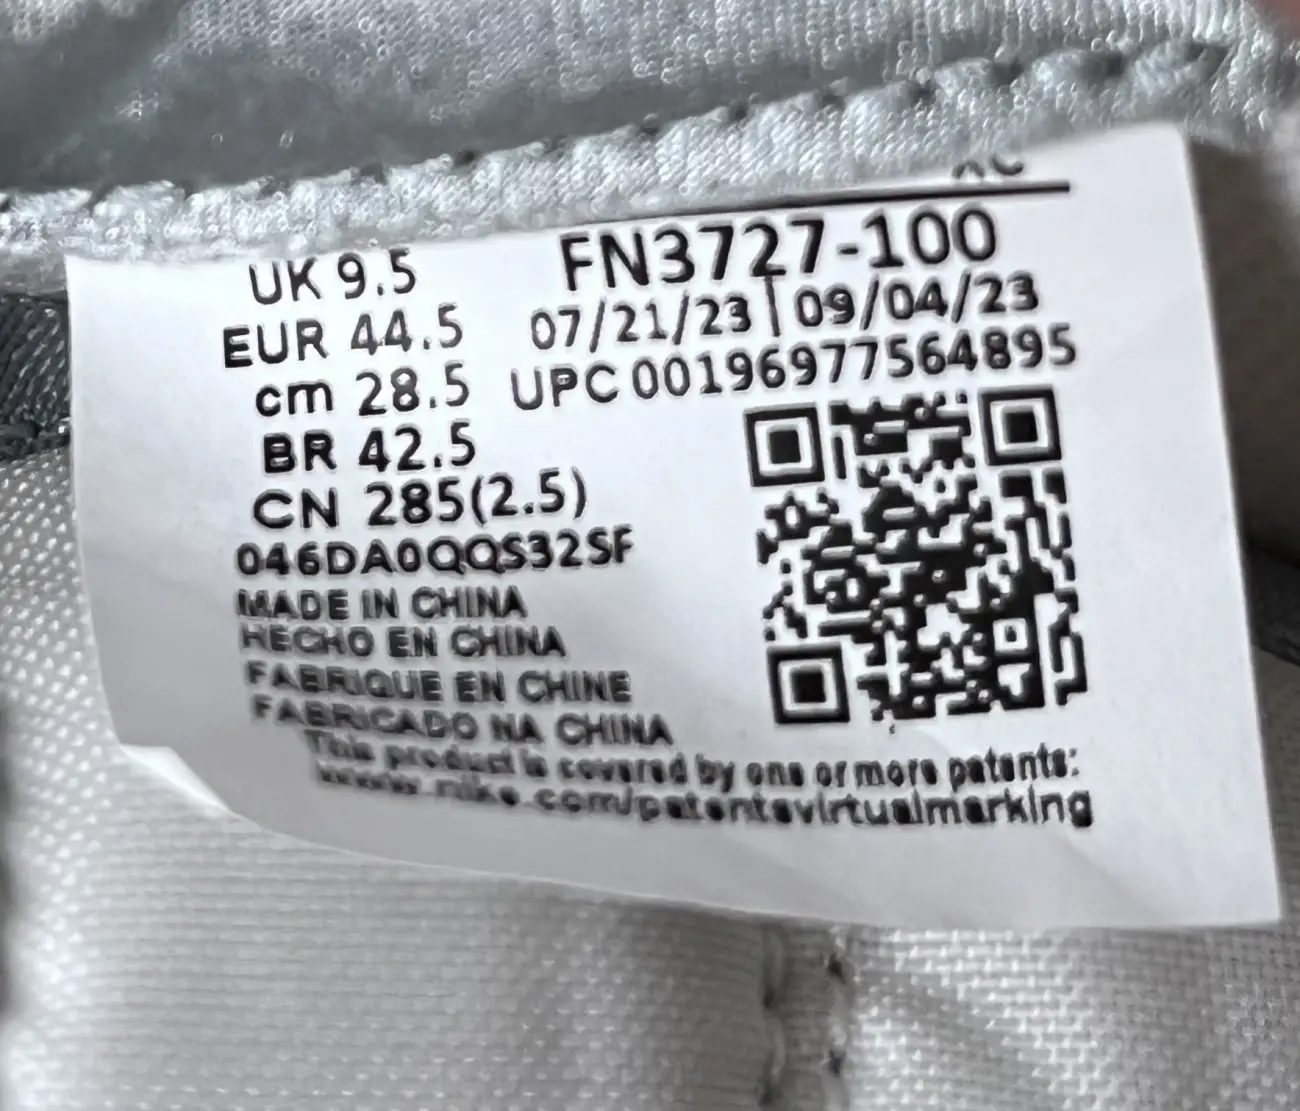 FN3727-100
UK 9.5
07/21/23 | 09/04/23
EUR 44.5
UPC 00196977564895
cm 28.5
BR 42.5
CN 285(2.5)
046DA0QQS32SF
MADE IN CHINA
HECHO EN CHINA
FABRIQUE EN CHINE
FABRICADO NA CHINA
This product is covered by one or more patents:
www.nike.com/patentsvirtualmarking